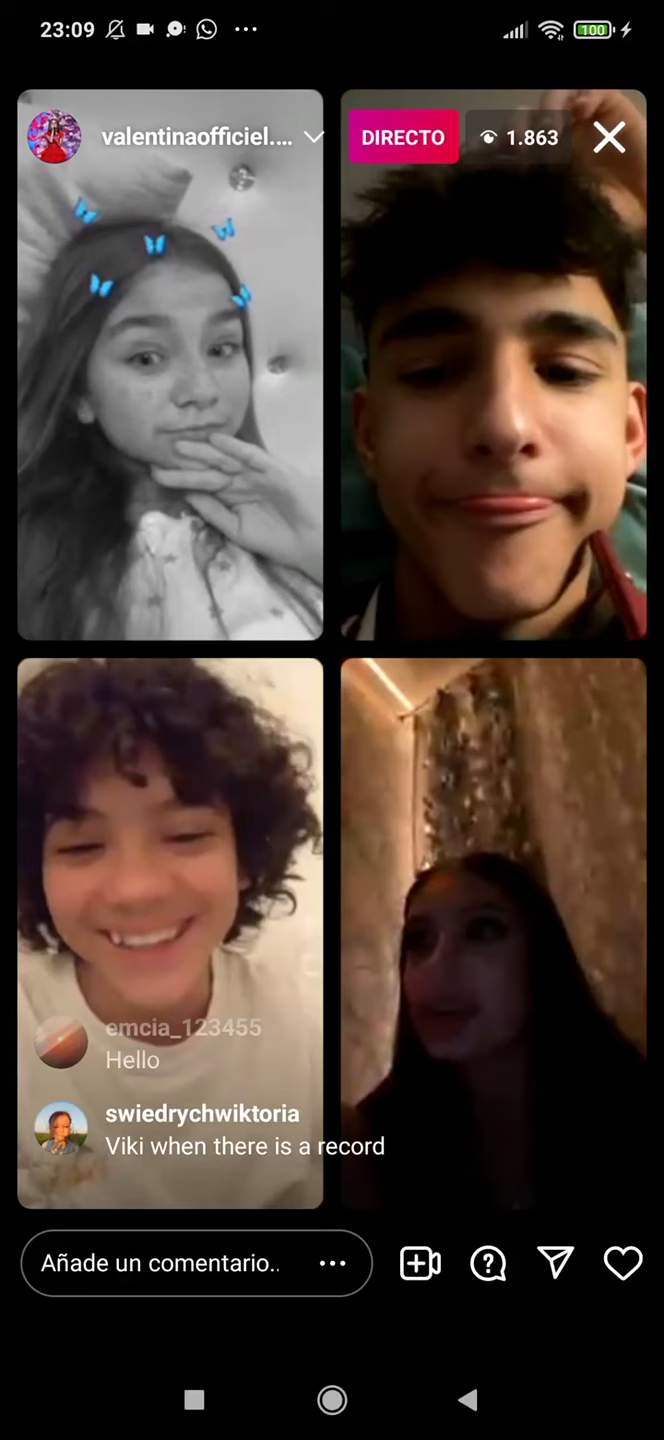 23:09
100
valentinaofficiel....
DIRECTO
1.863
emcia_123455
Hello
swiedrychwiktoria
Viki when there is a record
Añade un comentario..